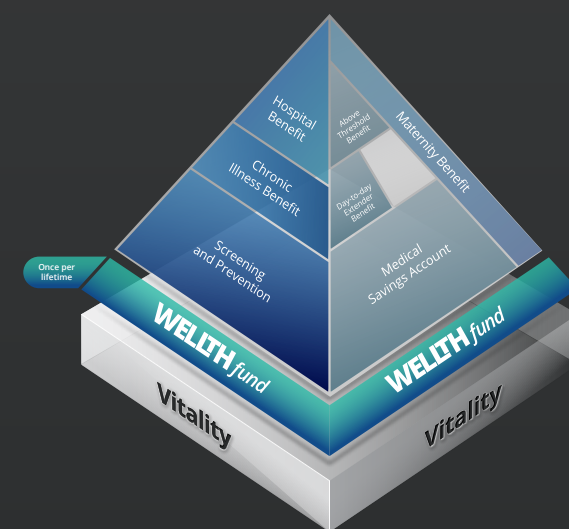 Hospital
Benefit
Above
Threshold
Benefit
Maternity Benefit
Chronic
Illness Benefit
Day-to-day
Extender
Benefit
Screening
and Prevention
Medical
Savings Account
Once per
lifetime
WELLTH fund
WELLTH fund
Vitality
Vitality